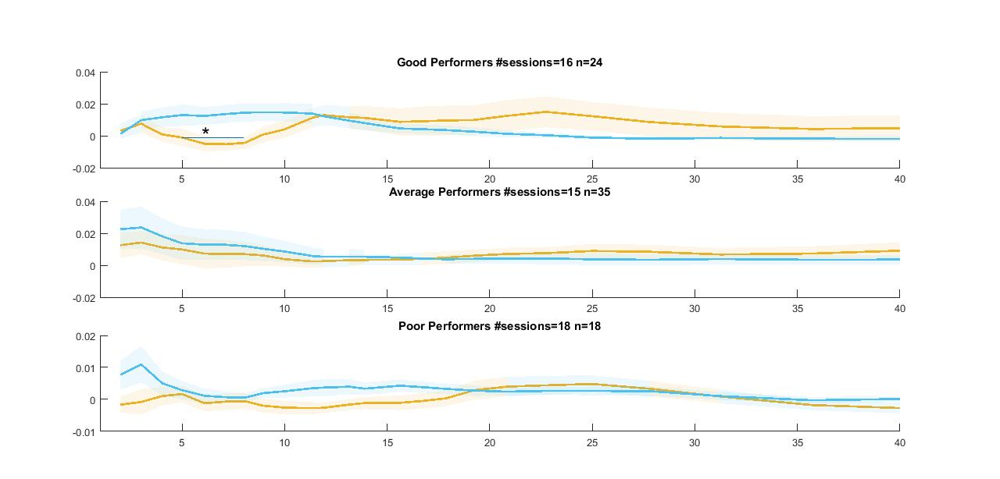 Good Performers #sessions=16 n=24
0.04
0.02
0
-0.02
*
5 10 15 20 25 30 35 40
Average Performers #sessions=15 n=35
0.04
0.02
0
-0.02
5 10 15 20 25 30 35 40
Poor Performers #sessions=18 n=18
0.02
0.01
0
-0.01
5 10 15 20 25 30 35 40